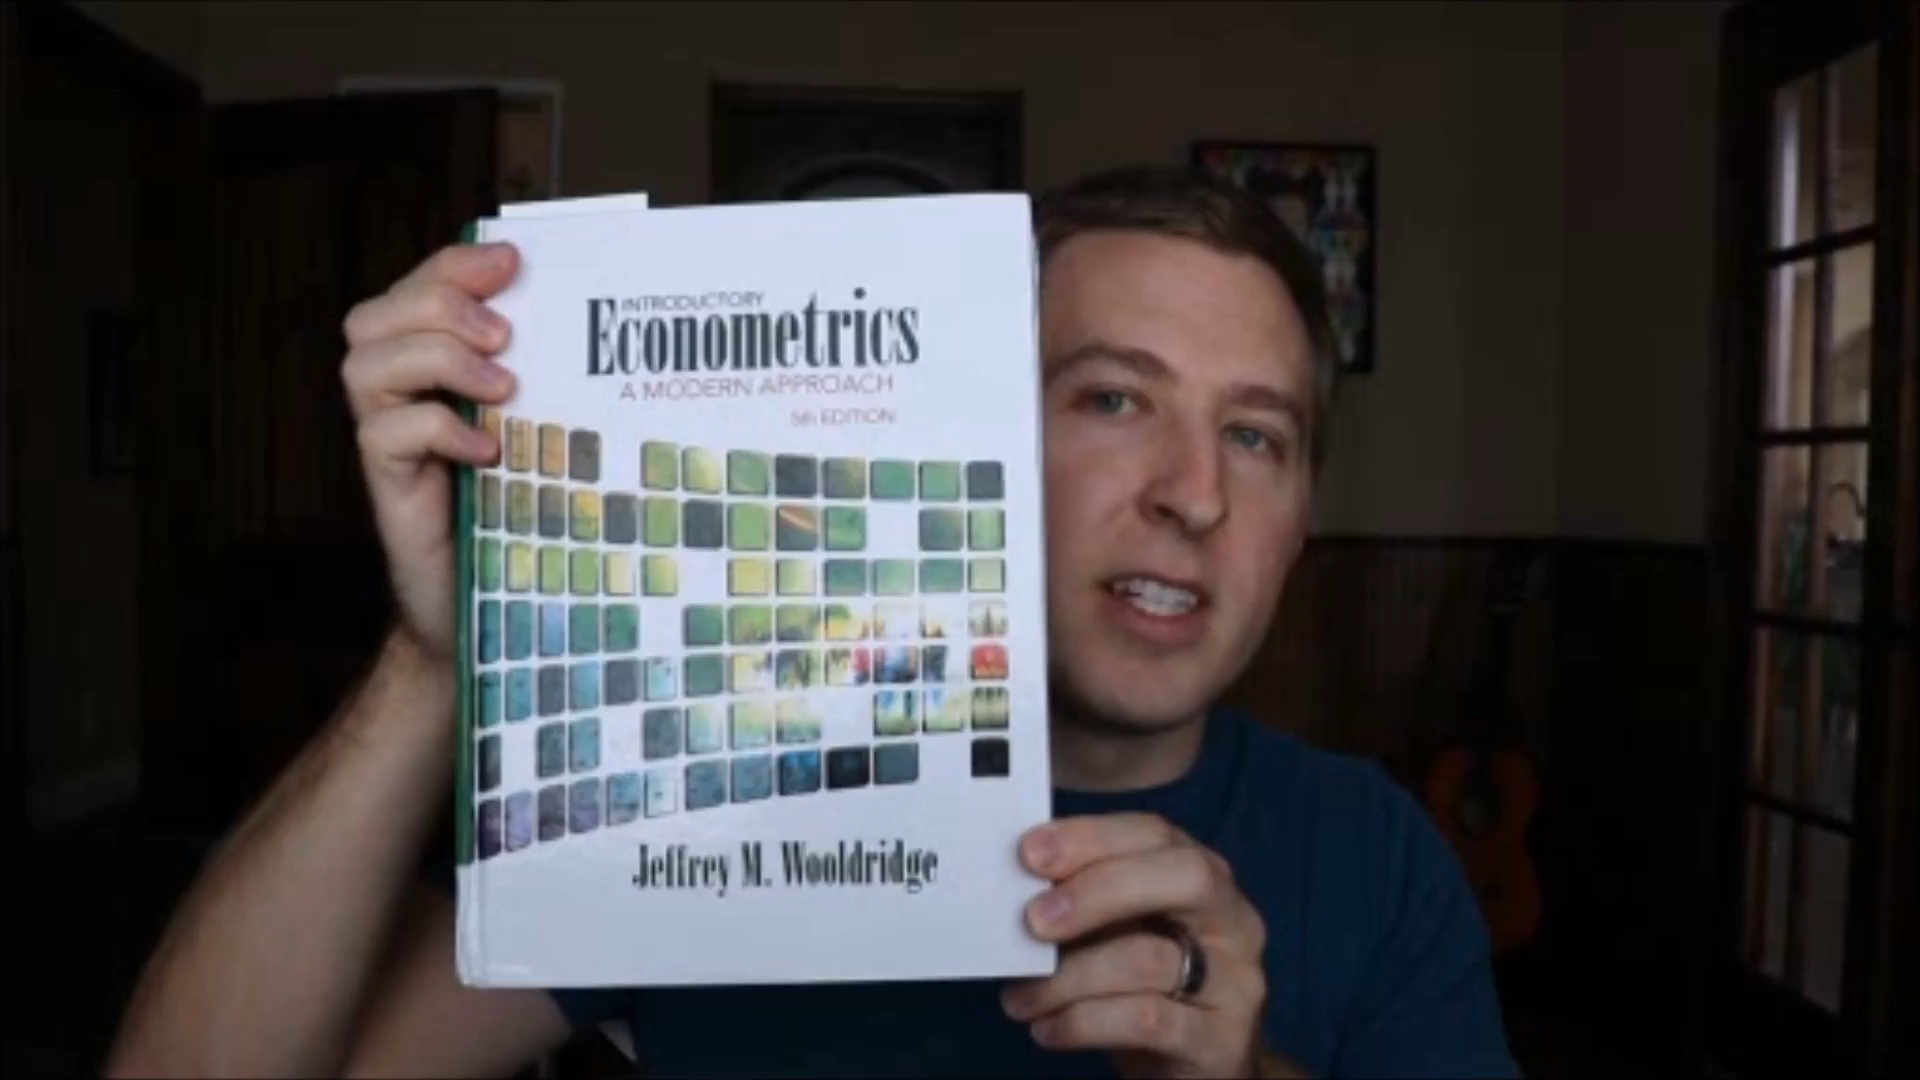 INTRODUCTORY
Econometrics
A MODERN APPROACH
5th EDITION
Jeffrey M. Wooldridge